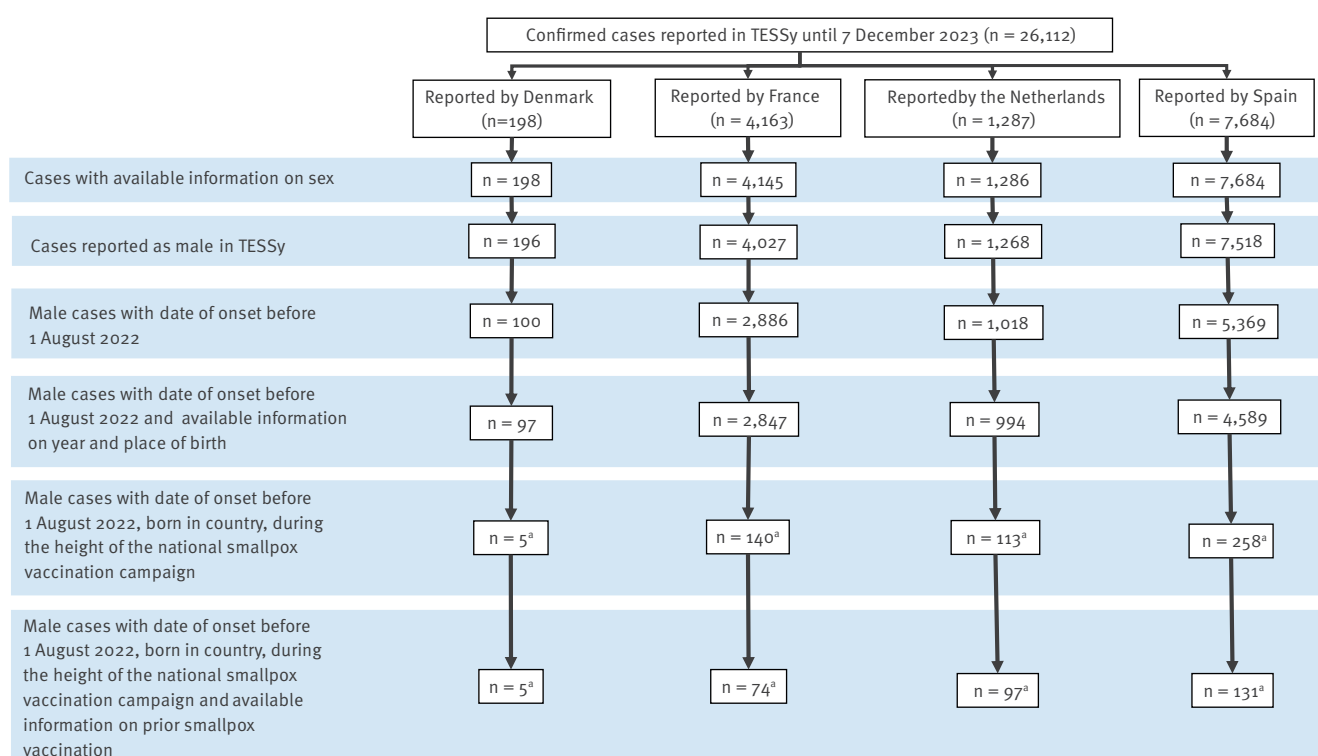 Confirmed cases reported in TESSy until 7 December 2023 (n = 26,112)
Reported by Denmark
(n=198)
Reported by France
(n = 4,163)
Reportedby the Netherlands
(n = 1,287)
Reported by Spain
(n = 7,684)
Cases with available information on sex
n = 198
n = 4,145
n = 1,286
n = 7,684
Cases reported as male in TESSy
n = 196
n = 4,027
n = 1,268
n = 7,518
Male cases with date of onset before
1 August 2022
n = 100
n = 2,886
n = 1,018
n = 5,369
Male cases with date of onset before
1 August 2022 and available information
on year and place of birth
n = 97
n = 2,847
n = 994
n = 4,589
Male cases with date of onset before
1 August 2022, born in country, during
the height of the national smallpox
vaccination campaign
n = 5ᵃ
n = 140ᵃ
n = 113ᵃ
n = 258ᵃ
Male cases with date of onset before
1 August 2022, born in country, during
the height of the national smallpox
vaccination campaign and available
information on prior smallpox
vaccination
n = 5ᵃ
n = 74ᵃ
n = 97ᵃ
n = 131ᵃ